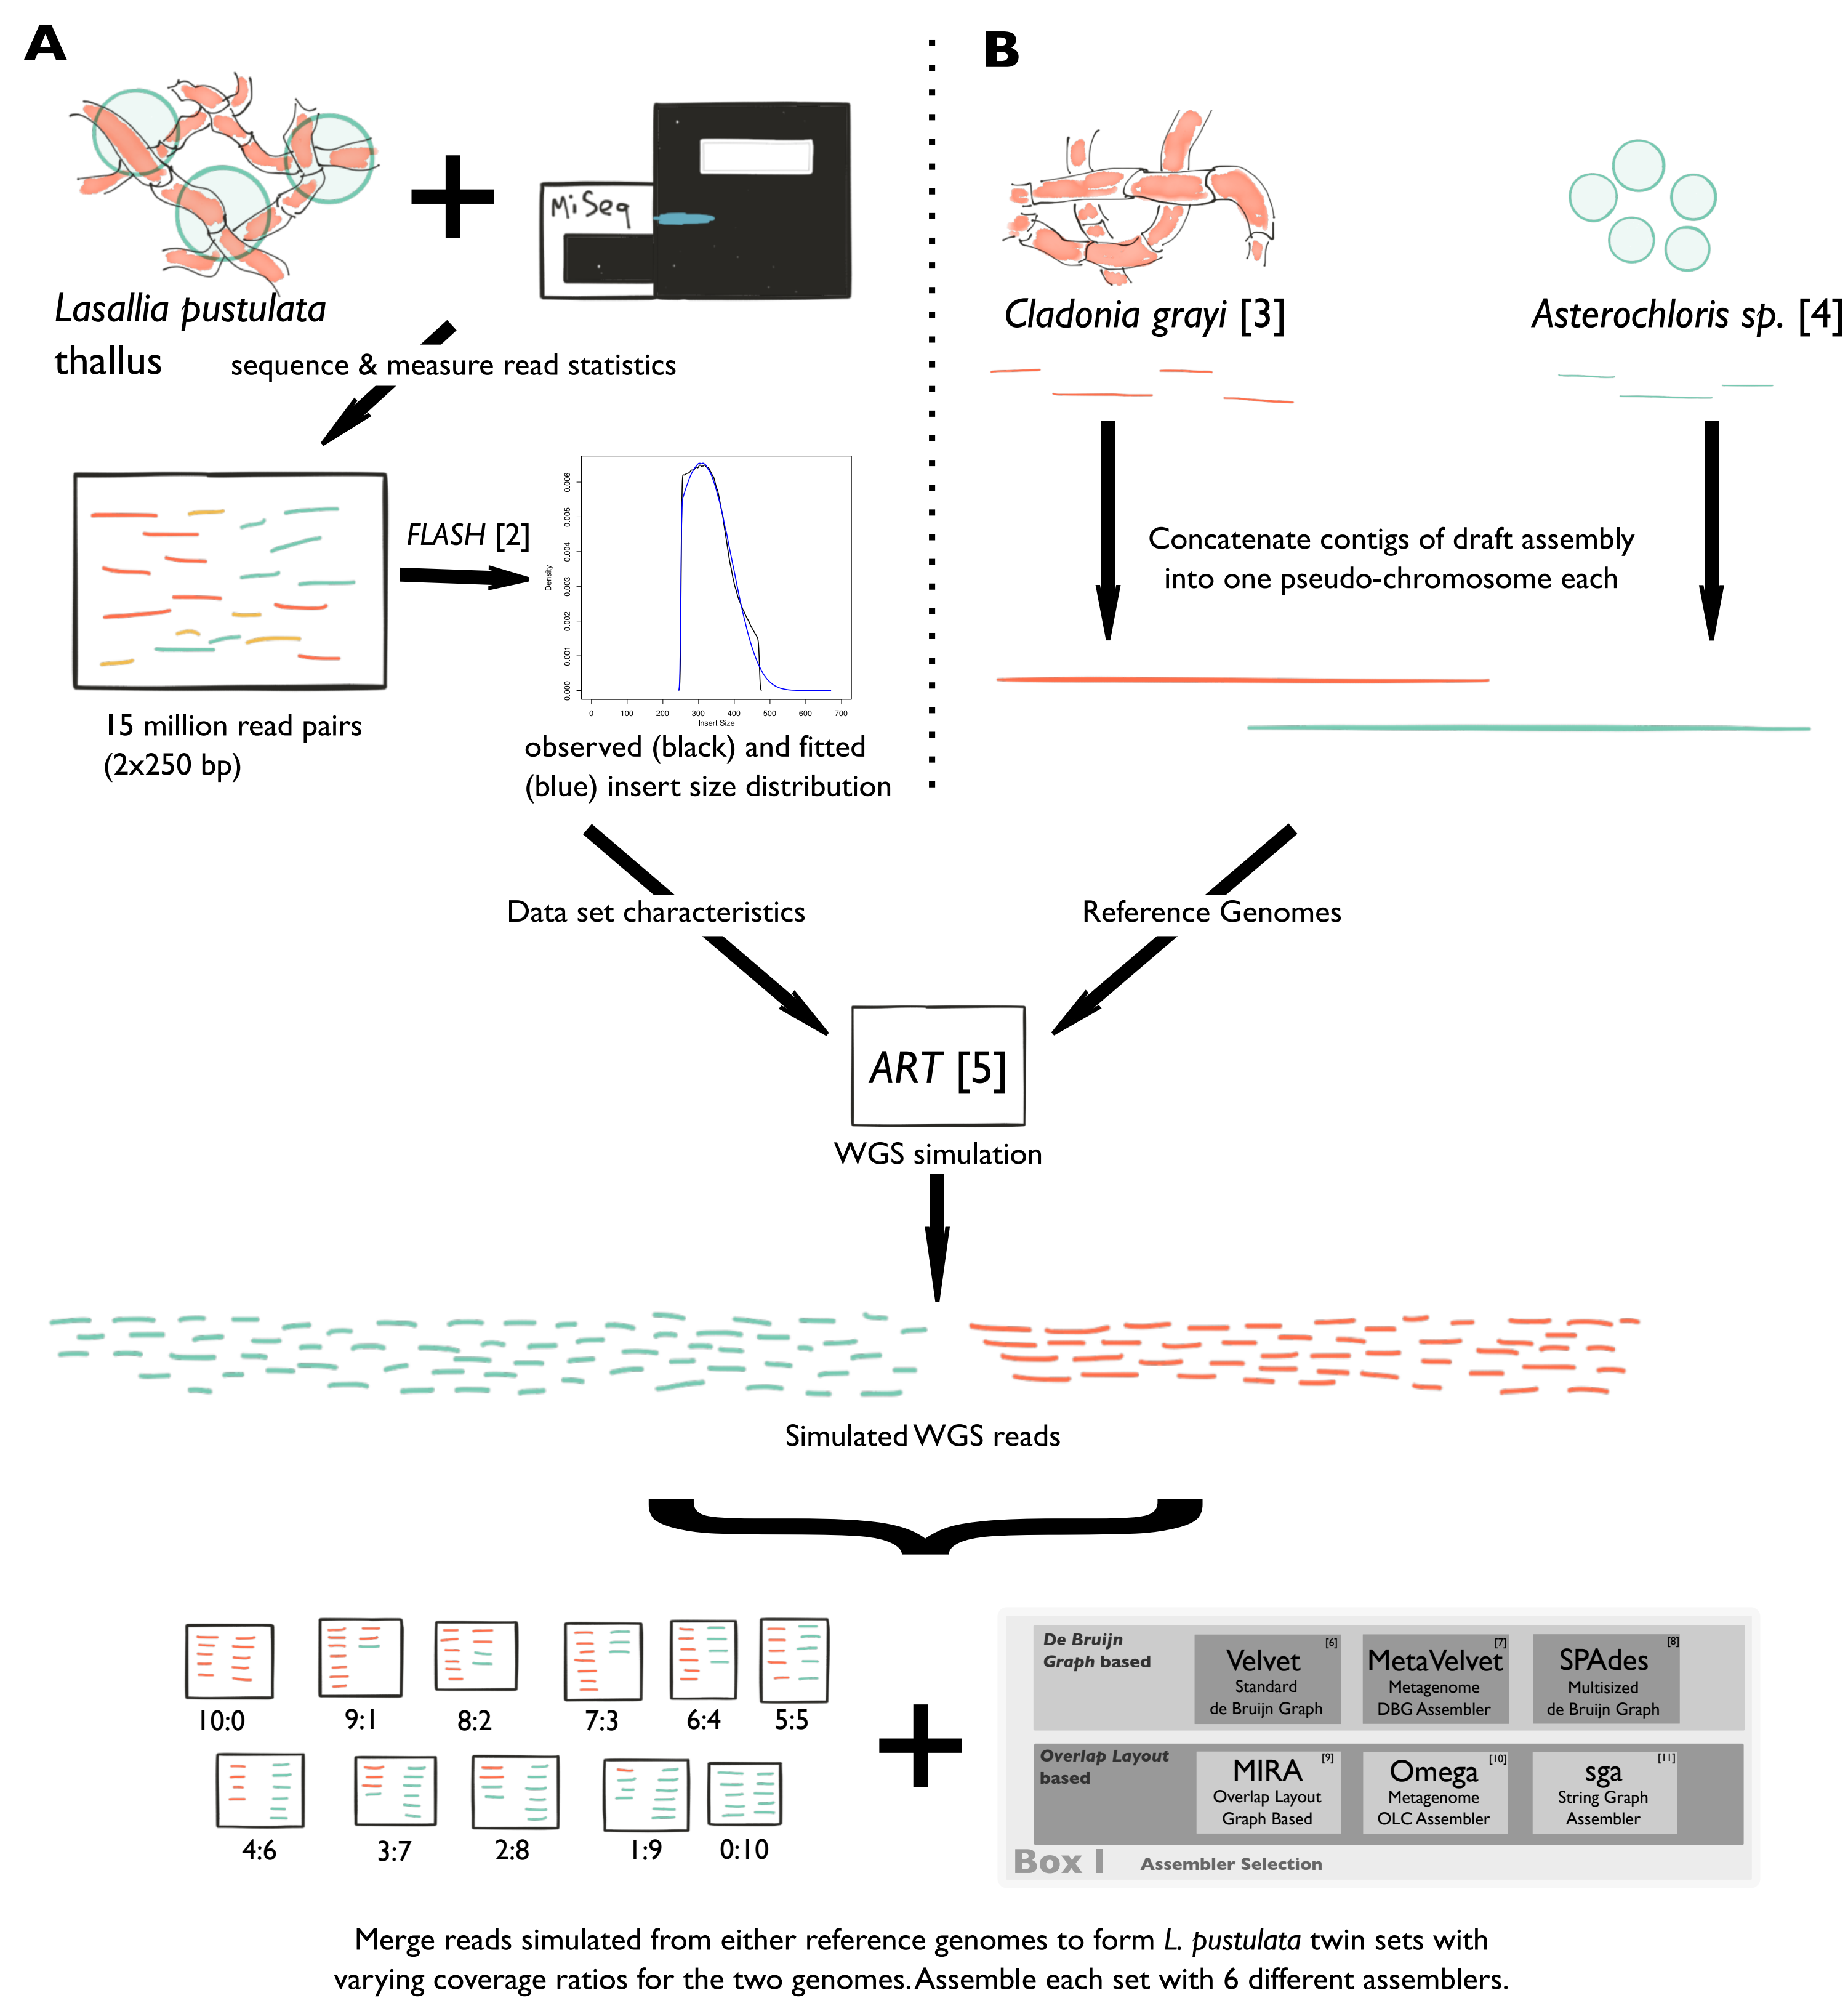 A
B
MiSeq
Lasallia pustulata
thallus
Cladonia grayi [3]
Asterochloris sp. [4]
sequence & measure read statistics
FLASH [2]
Density
0.000
0.001
0.002
0.003
0.004
0.005
0.006
0
100
200
300
400
500
600
700
Insert Size
15 million read pairs
(2x250 bp)
observed (black) and fitted
(blue) insert size distribution
Concatenate contigs of draft assembly
into one pseudo-chromosome each
Data set characteristics
Reference Genomes
ART [5]
WGS simulation
Simulated WGS reads
10:0
9:1
8:2
7:3
6:4
5:5
4:6
3:7
2:8
1:9
0:10
De Bruijn
Graph based
[6]
Velvet
Standard
de Bruijn Graph
[7]
MetaVelvet
Metagenome
DBG Assembler
[8]
SPAdes
Multisized
de Bruijn Graph
Overlap Layout
based
[9]
MIRA
Overlap Layout
Graph Based
[10]
Omega
Metagenome
OLC Assembler
[11]
sga
String Graph
Assembler
Box I
Assembler Selection
Merge reads simulated from either reference genomes to form L. pustulata twin sets with
varying coverage ratios for the two genomes. Assemble each set with 6 different assemblers.